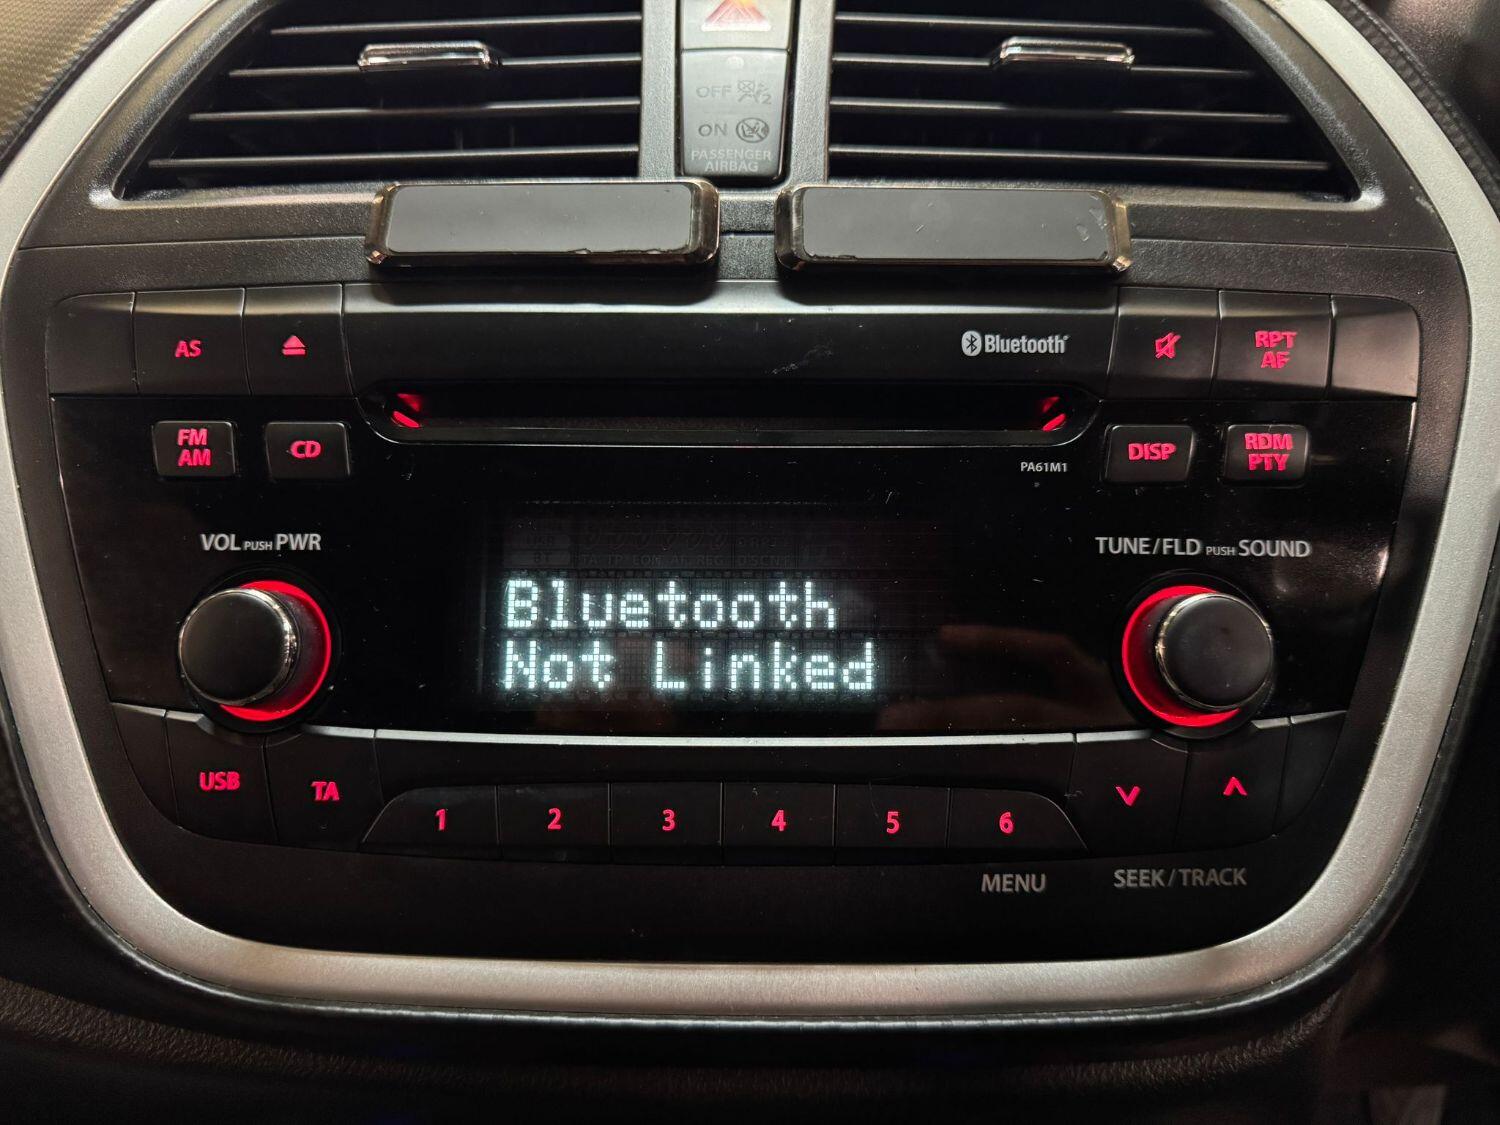 OFF 2
ON
PASSENGER
AIRBAG
AS
Bluetooth
RPT
AF
FM
AM
CD
DISP
RDM
PTY
PA61M1
VOL PUSH PWR
TUNE/FLD PUSH SOUND
Bluetooth
Not Linked
USB
TA
1
2
3
4
5
6
MENU
SEEK/TRACK